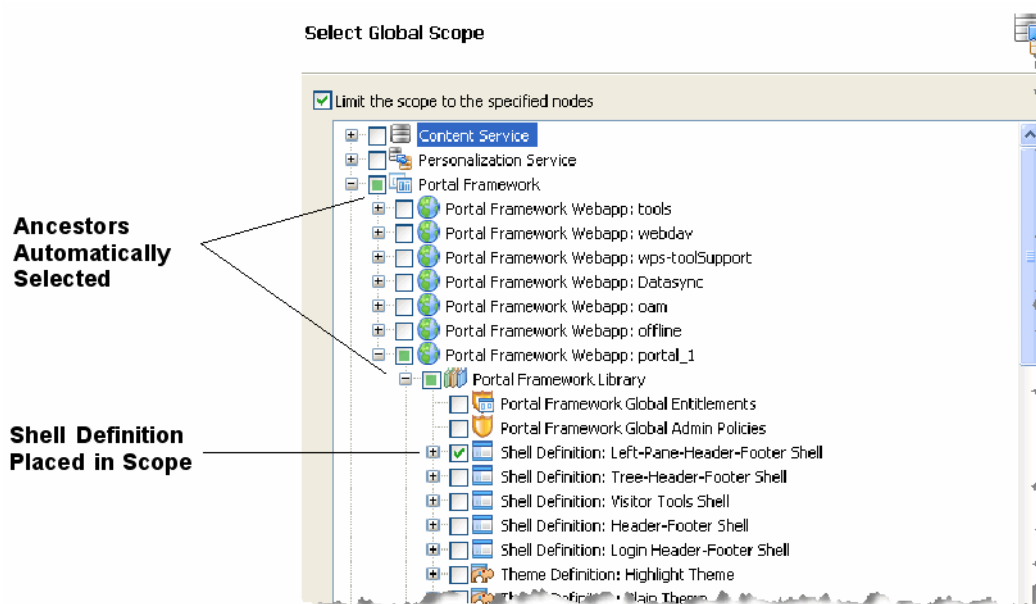 Select Global Scope
Limit the scope to the specified nodes
Content Service
Personalization Service
Portal Framework
Portal Framework Webapp: tools
Portal Framework Webapp: webdav
Portal Framework Webapp: wps-toolSupport
Portal Framework Webapp: Datasync
Portal Framework Webapp: oam
Portal Framework Webapp: offline
Portal Framework Webapp: portal_1
Portal Framework Library
Portal Framework Global Entitlements
Portal Framework Global Admin Policies
Shell Definition: Left-Pane-Header-Footer Shell
Shell Definition: Tree-Header-Footer Shell
Shell Definition: Visitor Tools Shell
Shell Definition: Header-Footer Shell
Shell Definition: Login Header-Footer Shell
Theme Definition: Highlight Theme
Ancestors
Automatically
Selected
Shell Definition
Placed in Scope